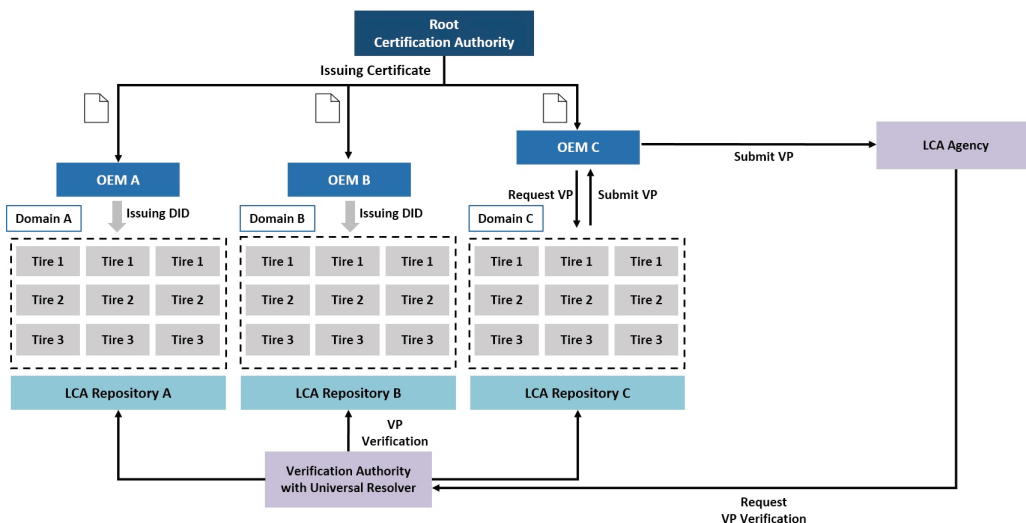 Root
Certification Authority
Issuing Certificate
OEM A
OEM B
OEM C
Submit VP
LCA Agency
Request VP
Submit VP
Issuing DID
Issuing DID
Domain A
Domain B
Domain C
Tire 1 Tire 1 Tire 1
Tire 2 Tire 2 Tire 2
Tire 3 Tire 3 Tire 3
Tire 1 Tire 1 Tire 1
Tire 2 Tire 2 Tire 2
Tire 3 Tire 3 Tire 3
Tire 1 Tire 1 Tire 1
Tire 2 Tire 2 Tire 2
Tire 3 Tire 3 Tire 3
LCA Repository A
LCA Repository B
LCA Repository C
VP
Verification
Verification Authority
with Universal Resolver
Request
VP Verification